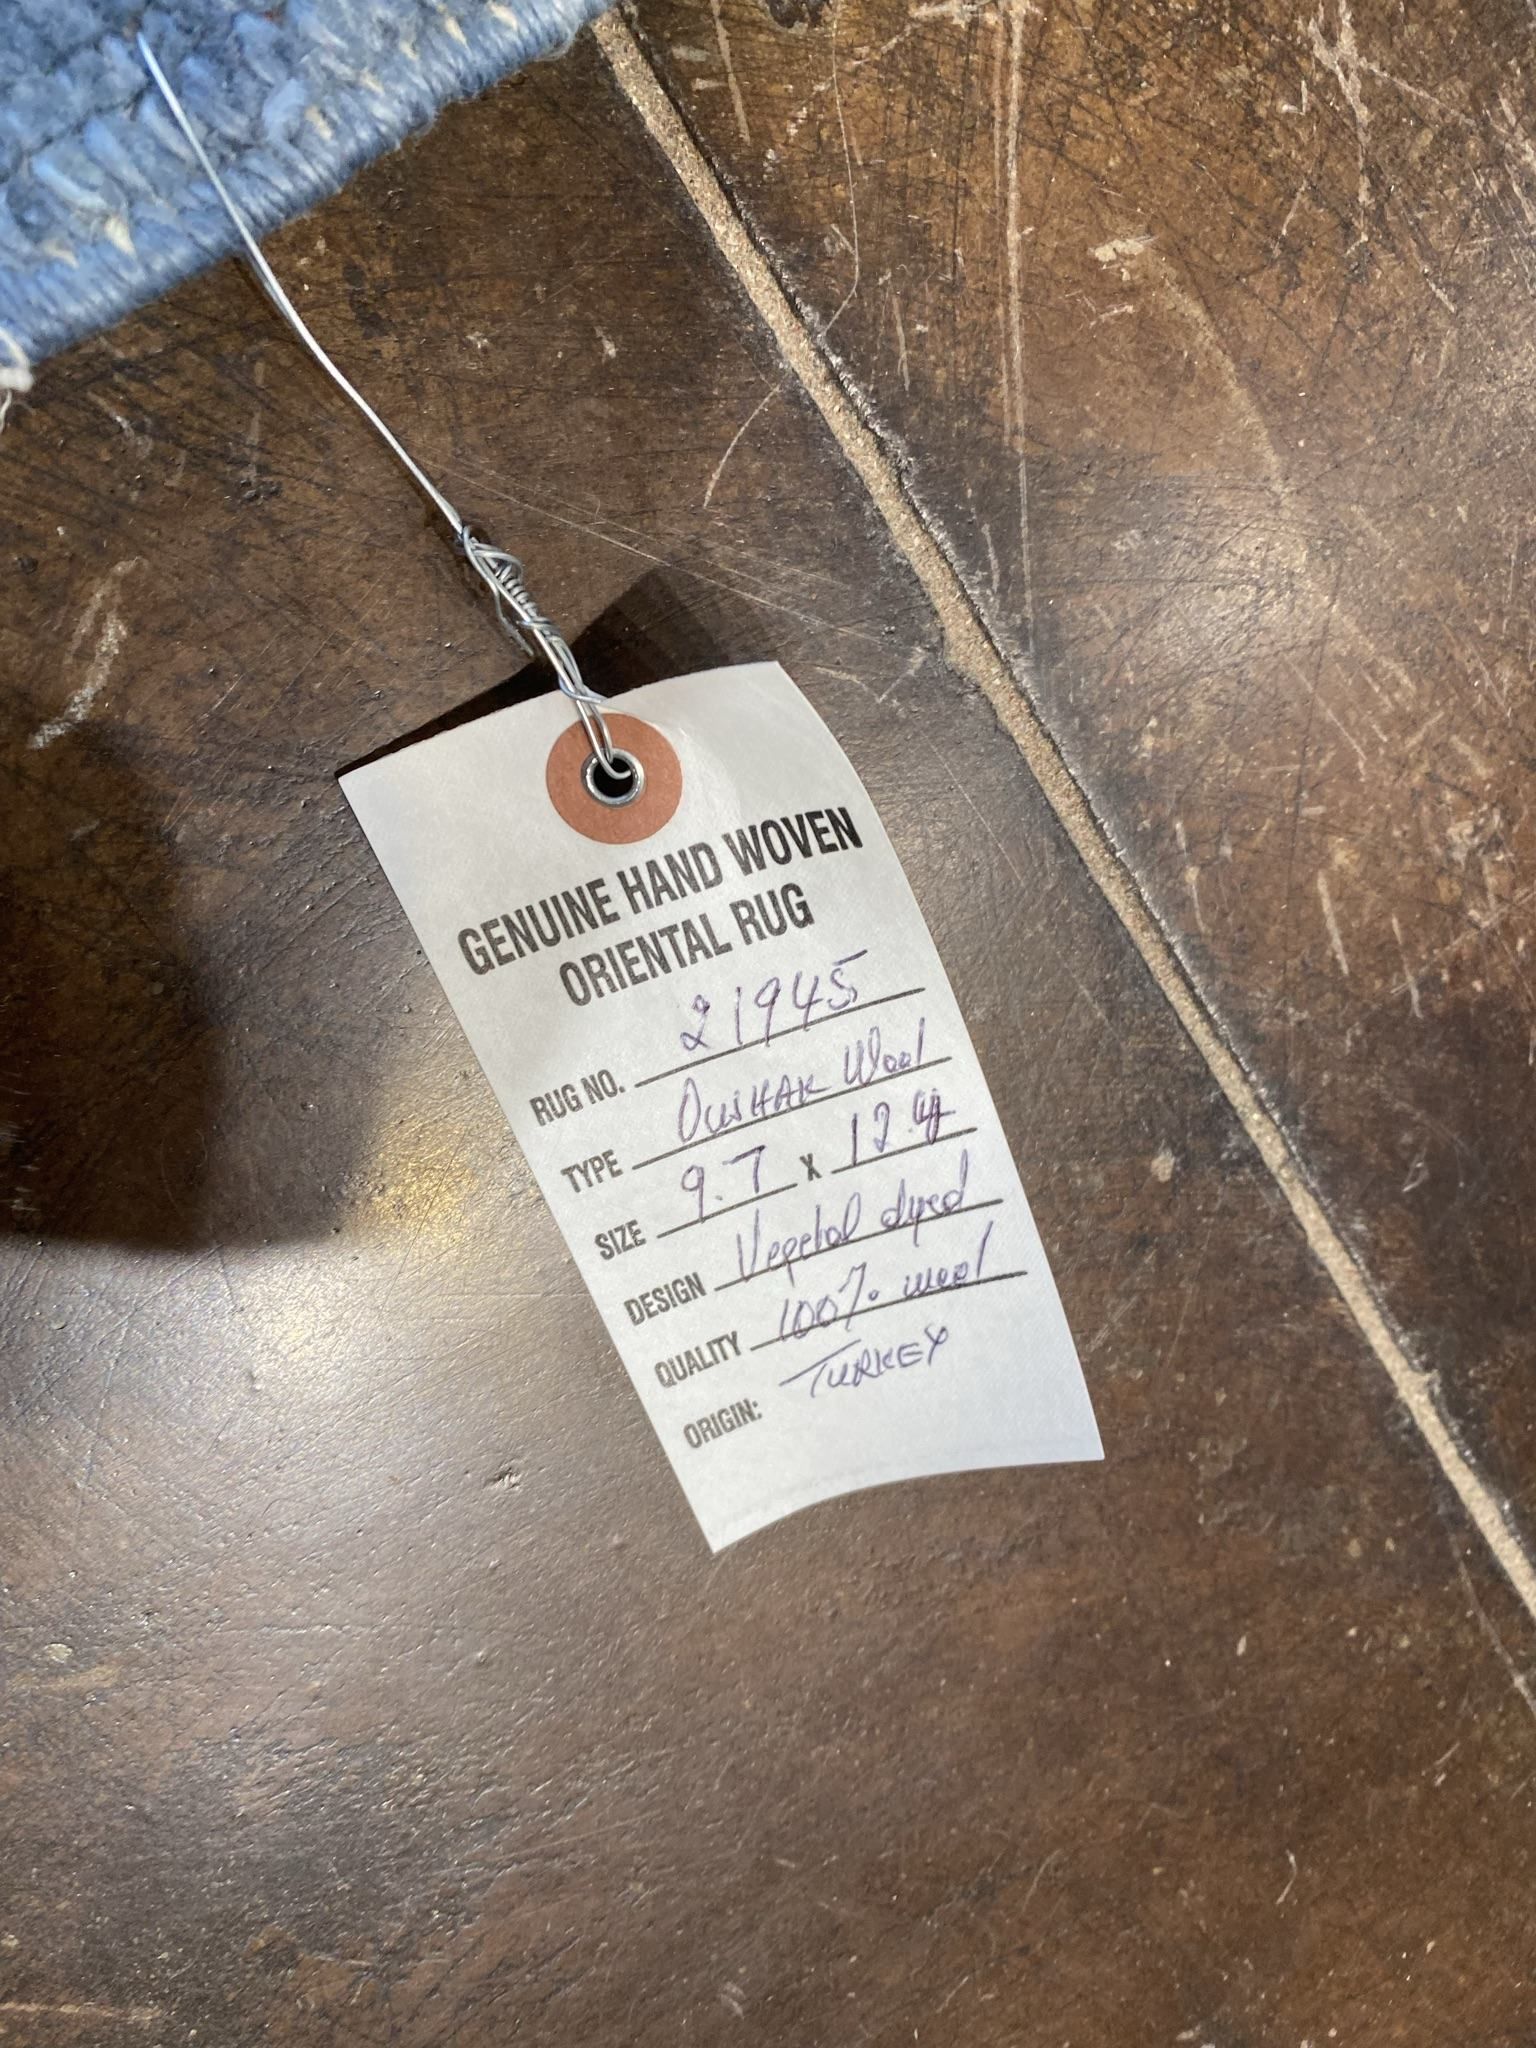 GENUINE HAND WOVEN
ORIENTAL RUG
RUG NO. 21945
TYPE OUSHAK Wool
SIZE 9.7 x 12.4
DESIGN Vegetal dyed
QUALITY 100% wool
ORIGIN: TURKEY